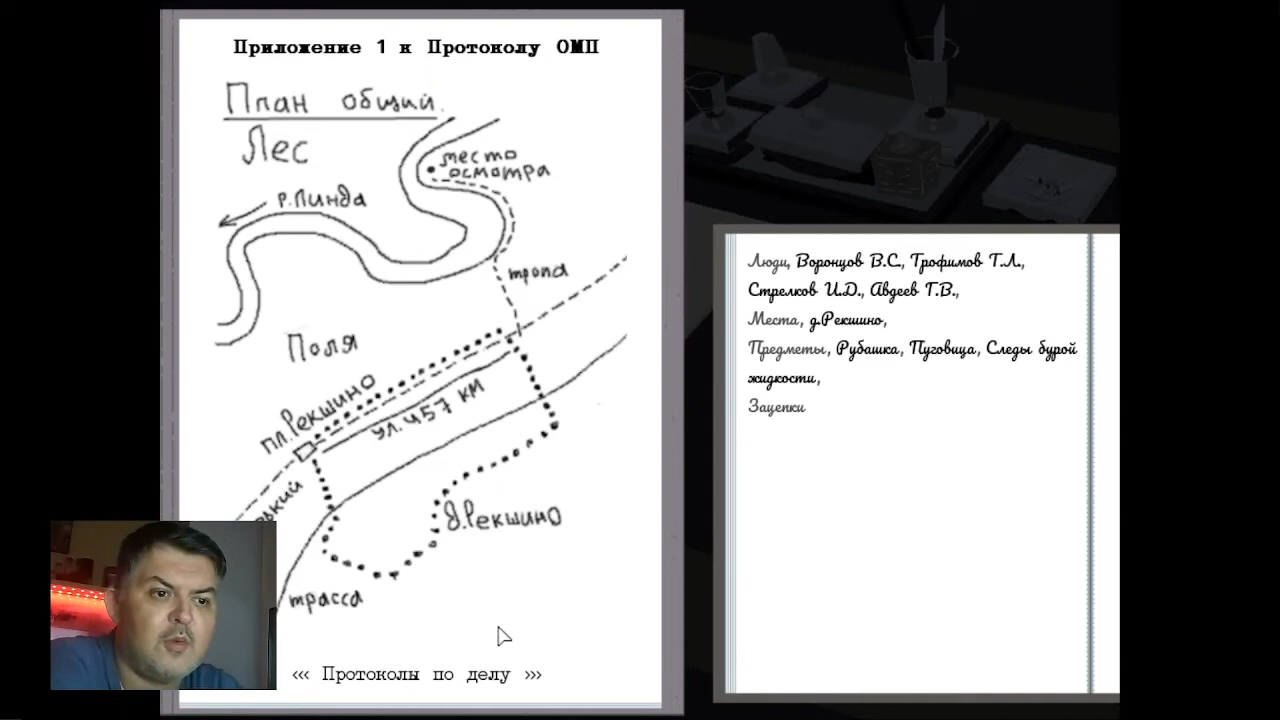 Приложение 1 к Протоколу ОМП
План общий.
Лес
место
осмотра
р.Линда
тропа
Поля
пл.Рекшино
ул.457 км
д.Рекшино
трасса
‹‹‹ Протоколы по делу ›››
Люди, Воронцов В.С., Трофимов Т.Л.,
Стрелков И.Д., Авдеев Г.В.,
Места, д.Рекшино,
Предметы, Рубашка, Пуговица, Следы бурой
жидкости,
Зацепки